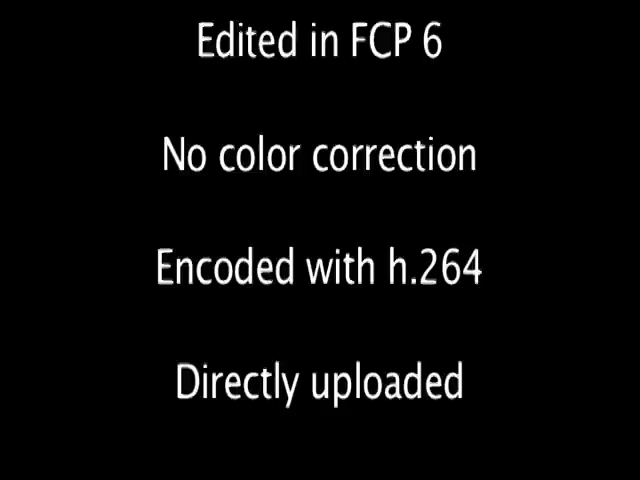 Edited in FCP 6
No color correction
Encoded with h.264
Directly uploaded